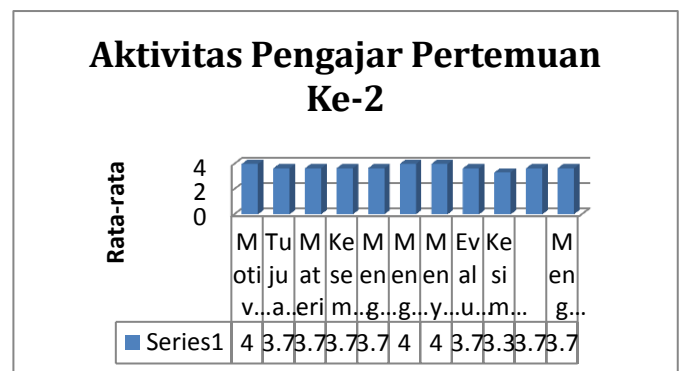 Aktivitas Pengajar Pertemuan
Ke-2
Rata-rata
4
2
0
M Tu M Ke M M M Ev Ke M
oti ju at se en en en al si en
v... a.. eri m.. g... g... y... u.. m... ... g...
Series1 4 3.7 3.7 3.7 3.7 4 4 3.7 3.3 3.7 3.7